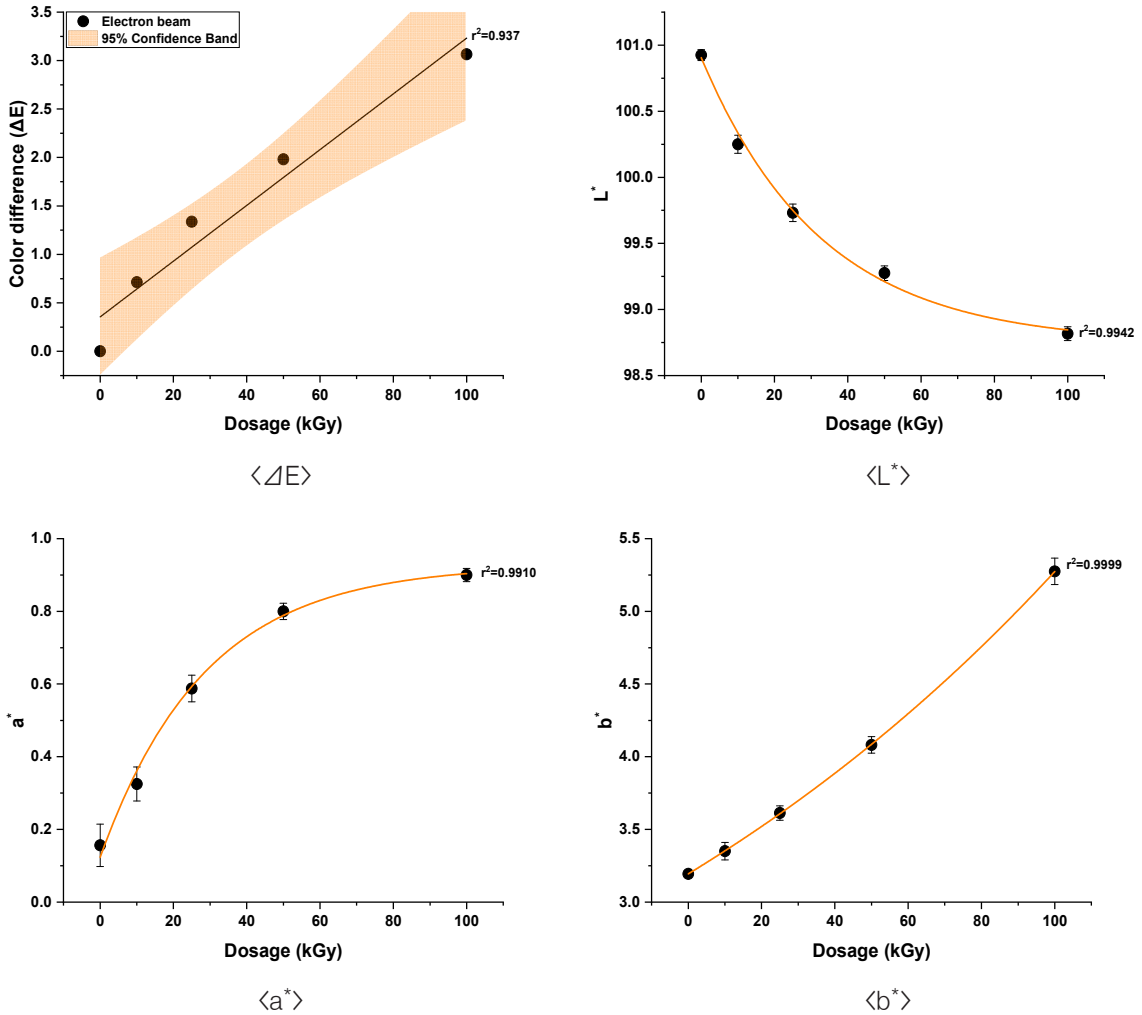 Electron beam
95% Confidence Band
r²=0.937
3.5
3.0
2.5
2.0
1.5
1.0
0.5
0.0
Color difference (ΔE)
0 20 40 60 80 100
Dosage (kGy)
〈⊿E〉
101.0
100.5
100.0
99.5
99.0
98.5
L*
r²=0.9942
0 20 40 60 80 100
Dosage (kGy)
〈L*〉
1.0
0.8
0.6
0.4
0.2
0.0
a*
r²=0.9910
0 20 40 60 80 100
Dosage (kGy)
〈a*〉
5.5
5.0
4.5
4.0
3.5
3.0
b*
r²=0.9999
0 20 40 60 80 100
Dosage (kGy)
〈b*〉